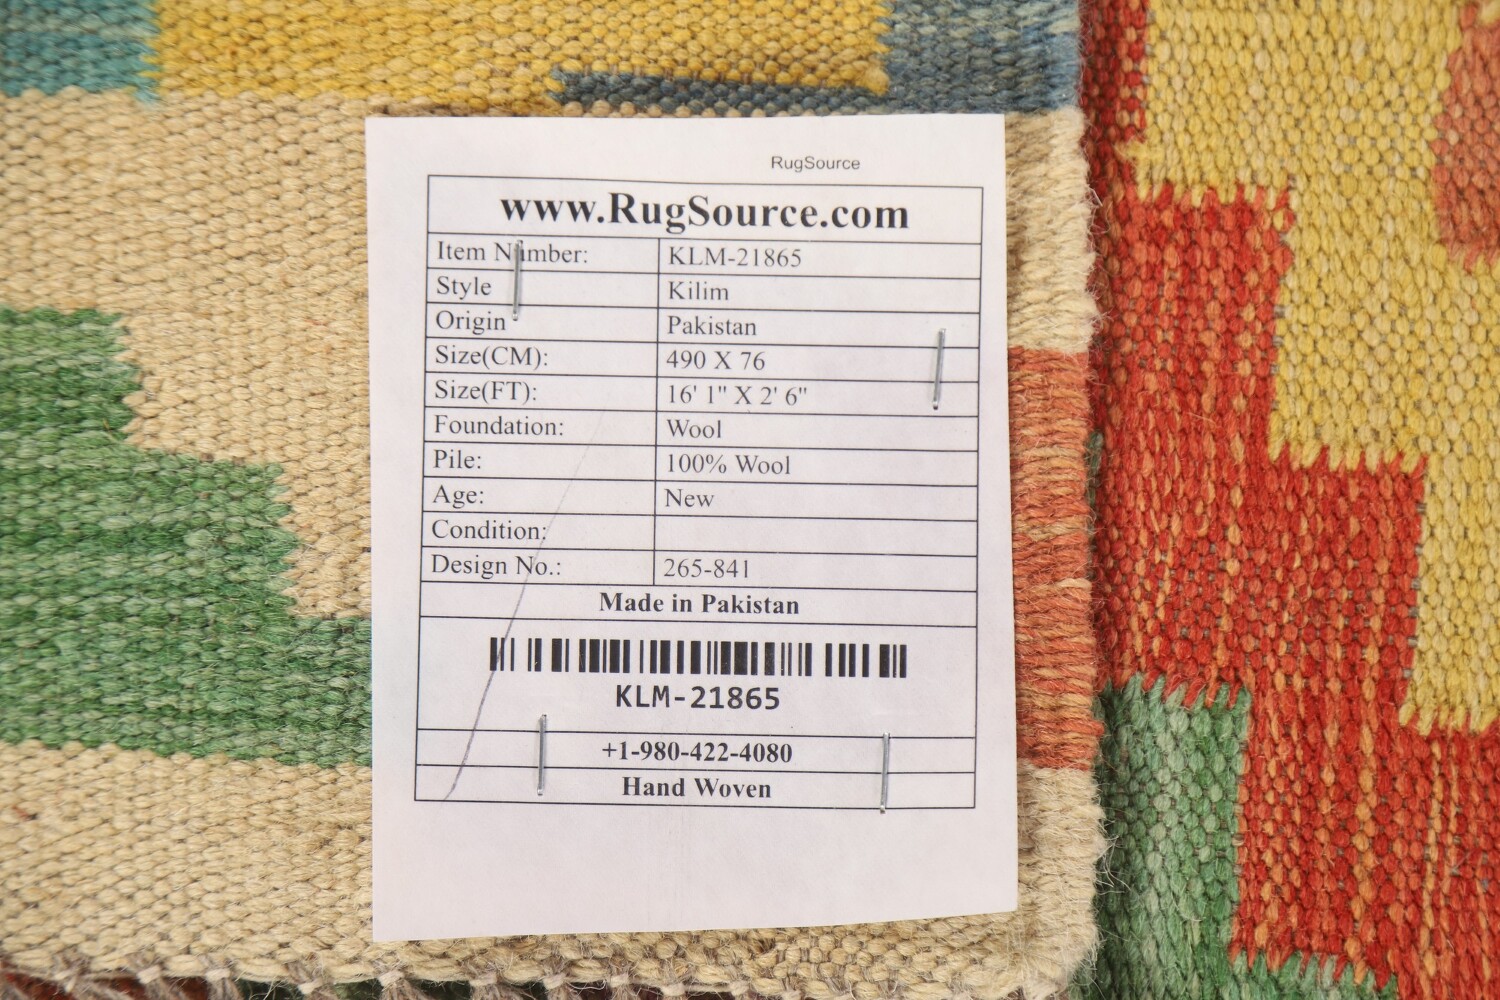 RugSource
www.RugSource.com
Item Number: KLM-21865
Style Kilim
Origin Pakistan
Size(CM): 490 X 76
Size(FT): 16' 1" X 2' 6"
Foundation: Wool
Pile: 100% Wool
Age: New
Condition:
Design No.: 265-841
Made in Pakistan
KLM-21865
+1-980-422-4080
Hand Woven